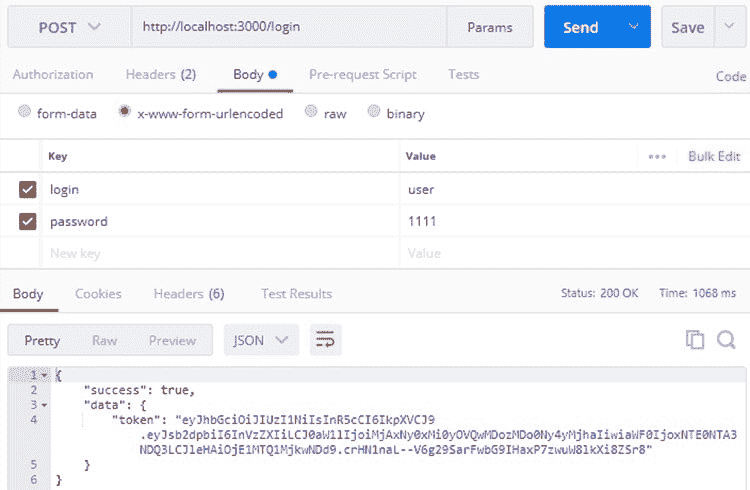 POST http://localhost:3000/login Params Send Save
Authorization Headers (2) Body Pre-request Script Tests Code
form-data x-www-form-urlencoded raw binary
Key Value ••• Bulk Edit
login user
password 1111
New key Value
Body Cookies Headers (6) Test Results Status: 200 OK Time: 1068 ms
Pretty Raw Preview JSON
1 {
2 "success": true,
3 "data": {
4 "token": "eyJhbGciOiJIUzI1NiIsInR5cCI6IkpXVCJ9
.eyJsb2dpbiI6InVzZXIiLCJ0aW1lIjoiMjAxNy0xMi0yOVQwMDozMDo0Ny4yMjhaIiwiaWF0IjoxNTE0NTA3
NDQ3LCJleHAiOjE1MTQ1MjkwNDd9.crHN1naL--V6g29SarFwbG9IHaxP7zwuW8lkXi8ZSr8"
5 }
6 }